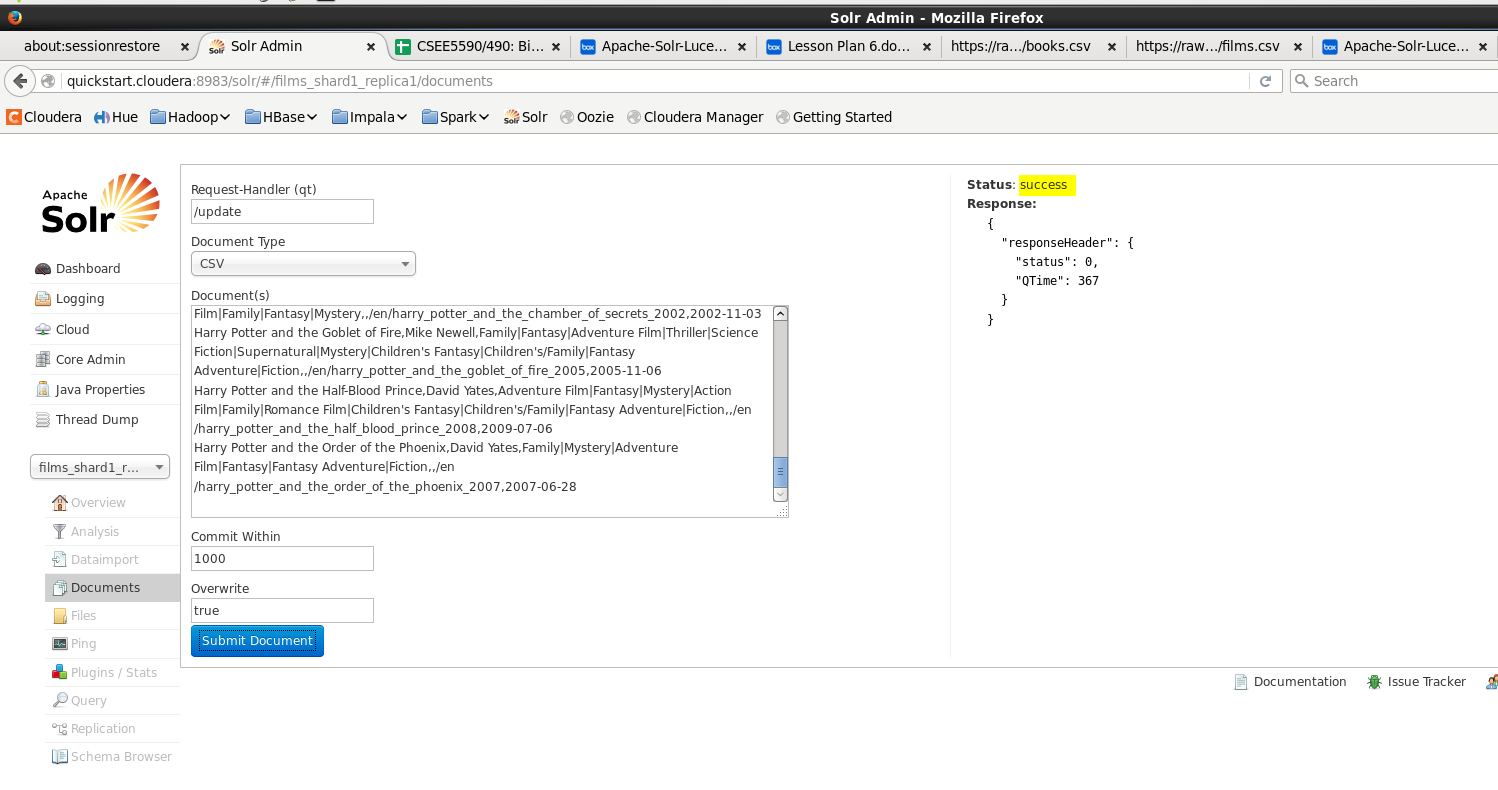 Solr Admin - Mozilla Firefox
about:sessionrestore
Solr Admin
CSEE5590/490: Bi...
Apache-Solr-Luce...
Lesson Plan 6.do...
https://ra.../books.csv
https://raw.../films.csv
Apache-Solr-Luce...
quickstart.cloudera:8983/solr/#/films_shard1_replica1/documents
Search
Cloudera
Hue
Hadoop
HBase
Impala
Spark
Solr
Oozie
Cloudera Manager
Getting Started
Apache
Solr
Dashboard
Logging
Cloud
Core Admin
Java Properties
Thread Dump
films_shard1_r...
Overview
Analysis
Dataimport
Documents
Files
Ping
Plugins / Stats
Query
Replication
Schema Browser
Request-Handler (qt)
/update
Document Type
CSV
Document(s)
Film|Family|Fantasy|Mystery,,/en/harry_potter_and_the_chamber_of_secrets_2002,2002-11-03
Harry Potter and the Goblet of Fire,Mike Newell,Family|Fantasy|Adventure Film|Thriller|Science
Fiction|Supernatural|Mystery|Children's Fantasy|Children's/Family|Fantasy
Adventure|Fiction,,/en/harry_potter_and_the_goblet_of_fire_2005,2005-11-06
Harry Potter and the Half-Blood Prince,David Yates,Adventure Film|Fantasy|Mystery|Action
Film|Family|Romance Film|Children's Fantasy|Children's/Family|Fantasy Adventure|Fiction,,/en
/harry_potter_and_the_half_blood_prince_2008,2009-07-06
Harry Potter and the Order of the Phoenix,David Yates,Family|Mystery|Adventure
Film|Fantasy|Fantasy Adventure|Fiction,,/en
/harry_potter_and_the_order_of_the_phoenix_2007,2007-06-28
Commit Within
1000
Overwrite
true
Submit Document
Status: success
Response:
{
"responseHeader": {
"status": 0,
"QTime": 367
}
}
Documentation
Issue Tracker